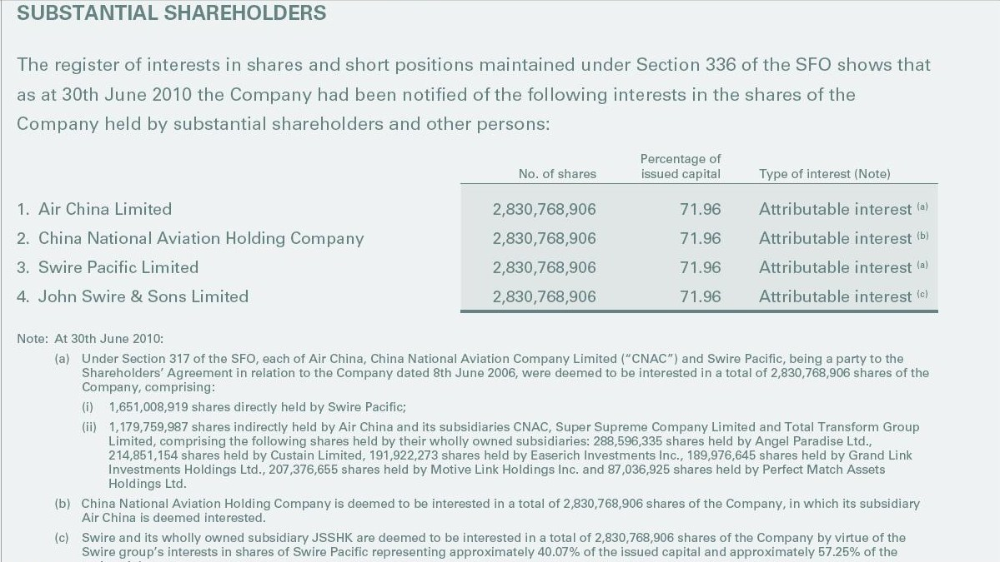 SUBSTANTIAL SHAREHOLDERS
The register of interests in shares and short positions maintained under Section 336 of the SFO shows that
as at 30th June 2010 the Company had been notified of the following interests in the shares of the
Company held by substantial shareholders and other persons:
Percentage of
No. of shares issued capital Type of interest (Note)
1. Air China Limited 2,830,768,906 71.96 Attributable interest (a)
2. China National Aviation Holding Company 2,830,768,906 71.96 Attributable interest (b)
3. Swire Pacific Limited 2,830,768,906 71.96 Attributable interest (a)
4. John Swire & Sons Limited 2,830,768,906 71.96 Attributable interest (c)
Note: At 30th June 2010:
(a) Under Section 317 of the SFO, each of Air China, China National Aviation Company Limited (“CNAC”) and Swire Pacific, being a party to the
Shareholders’ Agreement in relation to the Company dated 8th June 2006, were deemed to be interested in a total of 2,830,768,906 shares of the
Company, comprising:
(i) 1,651,008,919 shares directly held by Swire Pacific;
(ii) 1,179,759,987 shares indirectly held by Air China and its subsidiaries CNAC, Super Supreme Company Limited and Total Transform Group
Limited, comprising the following shares held by their wholly owned subsidiaries: 288,596,335 shares held by Angel Paradise Ltd.,
214,851,154 shares held by Custain Limited, 191,922,273 shares held by Easerich Investments Inc., 189,976,645 shares held by Grand Link
Investments Holdings Ltd., 207,376,655 shares held by Motive Link Holdings Inc. and 87,036,925 shares held by Perfect Match Assets
Holdings Ltd.
(b) China National Aviation Holding Company is deemed to be interested in a total of 2,830,768,906 shares of the Company, in which its subsidiary
Air China is deemed interested.
(c) Swire and its wholly owned subsidiary JSSHK are deemed to be interested in a total of 2,830,768,906 shares of the Company by virtue of the
Swire group’s interests in shares of Swire Pacific representing approximately 40.07% of the issued capital and approximately 57.25% of the